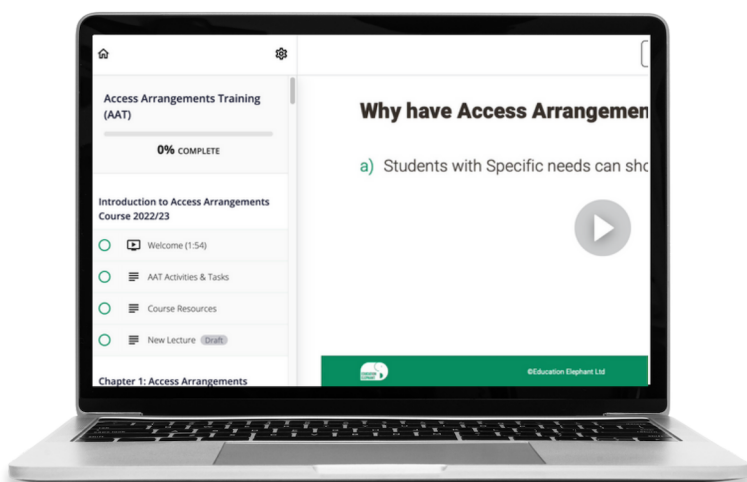 Access Arrangements Training
(AAT)
0% COMPLETE
Introduction to Access Arrangements
Course 2022/23
Welcome (1:54)
AAT Activities & Tasks
Course Resources
New Lecture Draft
Chapter 1: Access Arrangements
Why have Access Arrangemen
a) Students with Specific needs can sho
©Education Elephant Ltd